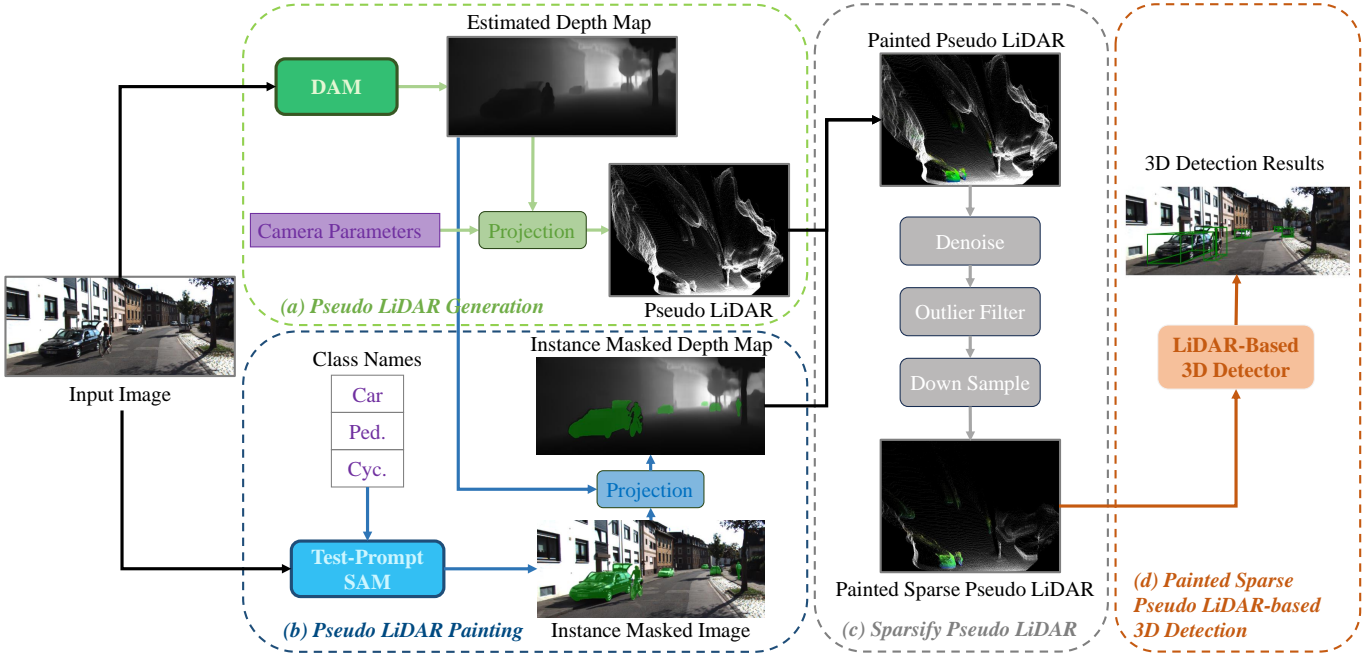 Estimated Depth Map
DAM
Camera Parameters
Projection
(a) Pseudo LiDAR Generation
Pseudo LiDAR
Input Image
Class Names
Car
Ped.
Cyc.
Test-Prompt
SAM
Instance Masked Depth Map
Projection
Instance Masked Image
(b) Pseudo LiDAR Painting
Painted Pseudo LiDAR
Denoise
Outlier Filter
Down Sample
Painted Sparse Pseudo LiDAR
(c) Sparsify Pseudo LiDAR
3D Detection Results
LiDAR-Based
3D Detector
(d) Painted Sparse
Pseudo LiDAR-based
3D Detection